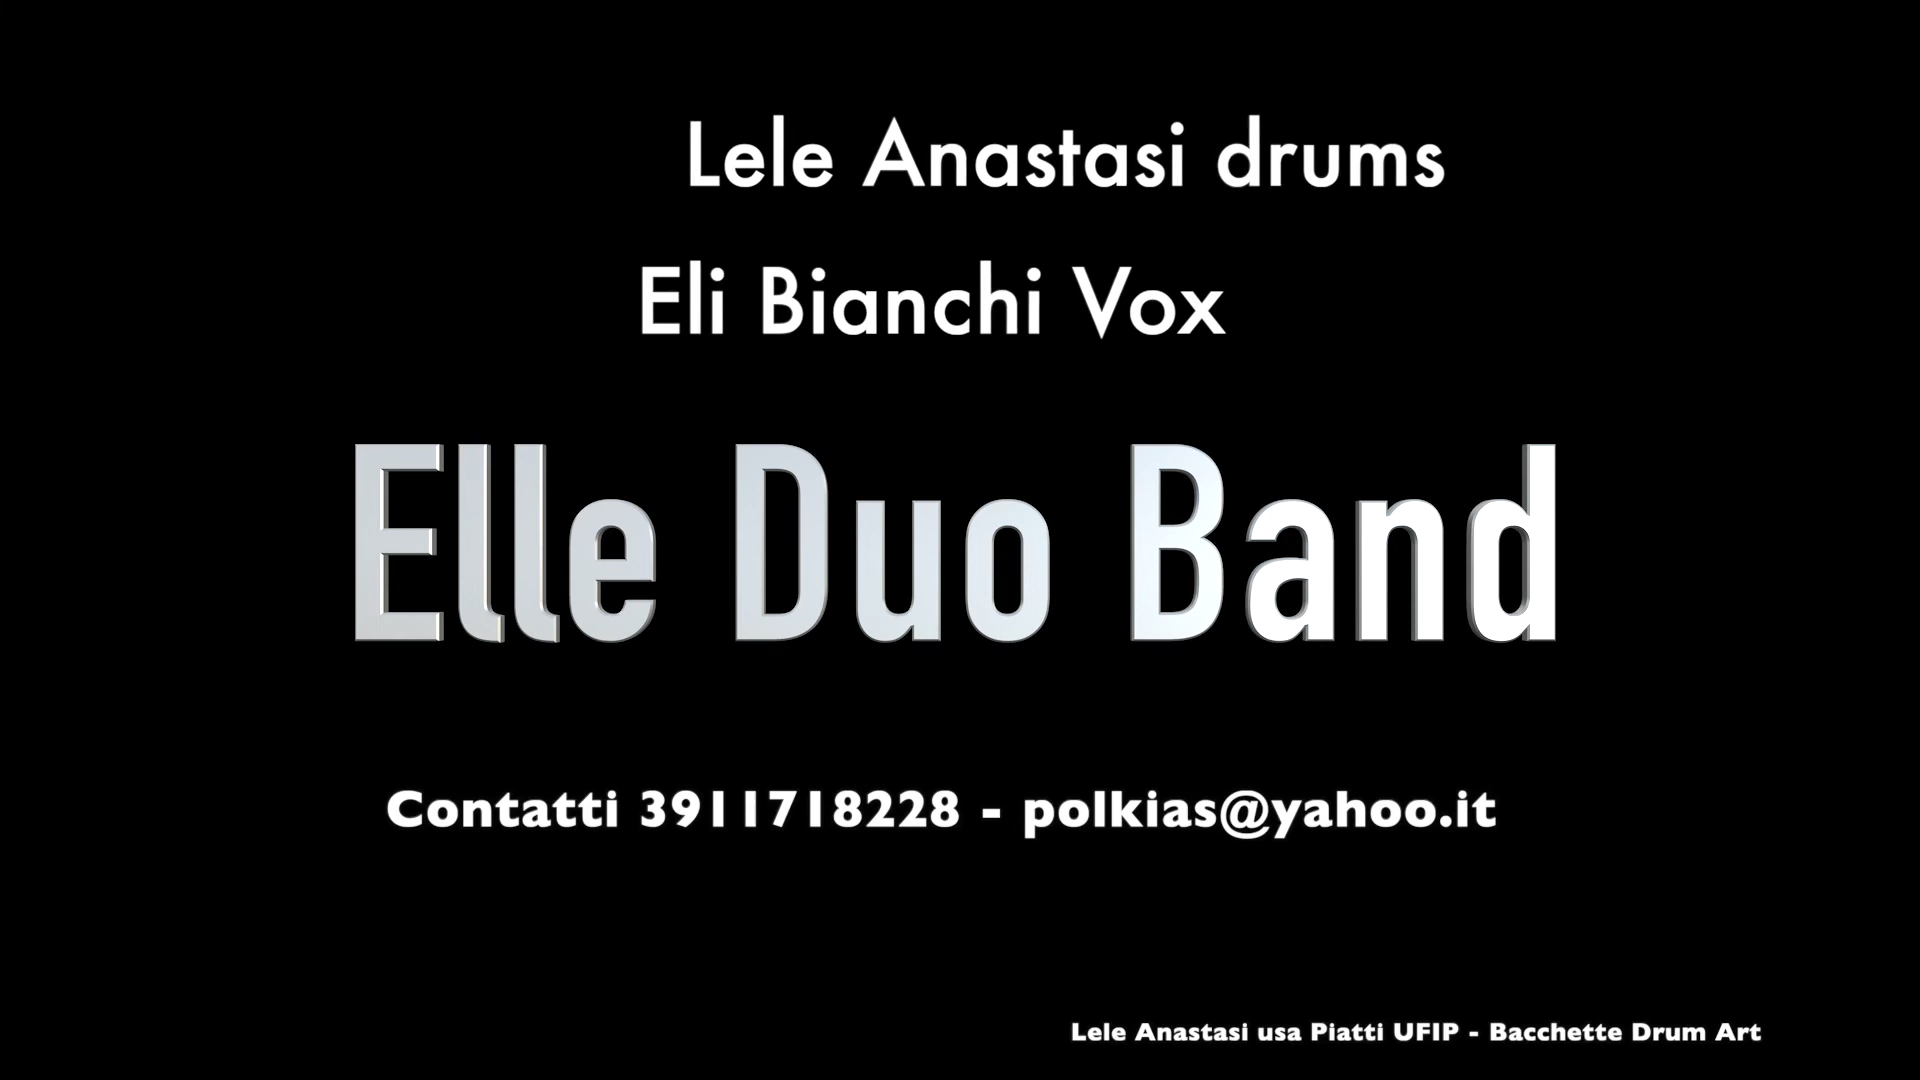 Lele Anastasi drums
Eli Bianchi Vox
Elle Duo Band
Contatti 3911718228 - polkias@yahoo.it
Lele Anastasi usa Piatti UFIP - Bacchette Drum Art